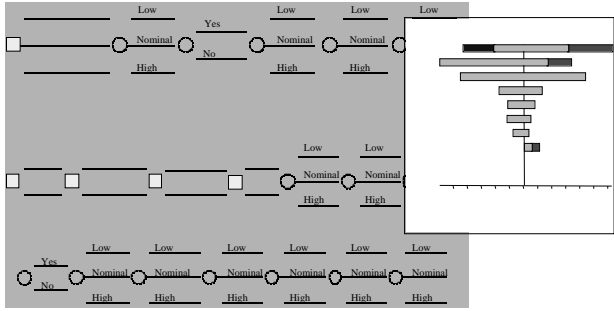 Low Low Low Low
Yes
Nominal Nominal Nominal
No
High High High
Low Low
Nominal Nominal
High High
Low Low Low Low Low Low
Yes
Nominal Nominal Nominal Nominal Nominal Nominal
No
High High High High High High